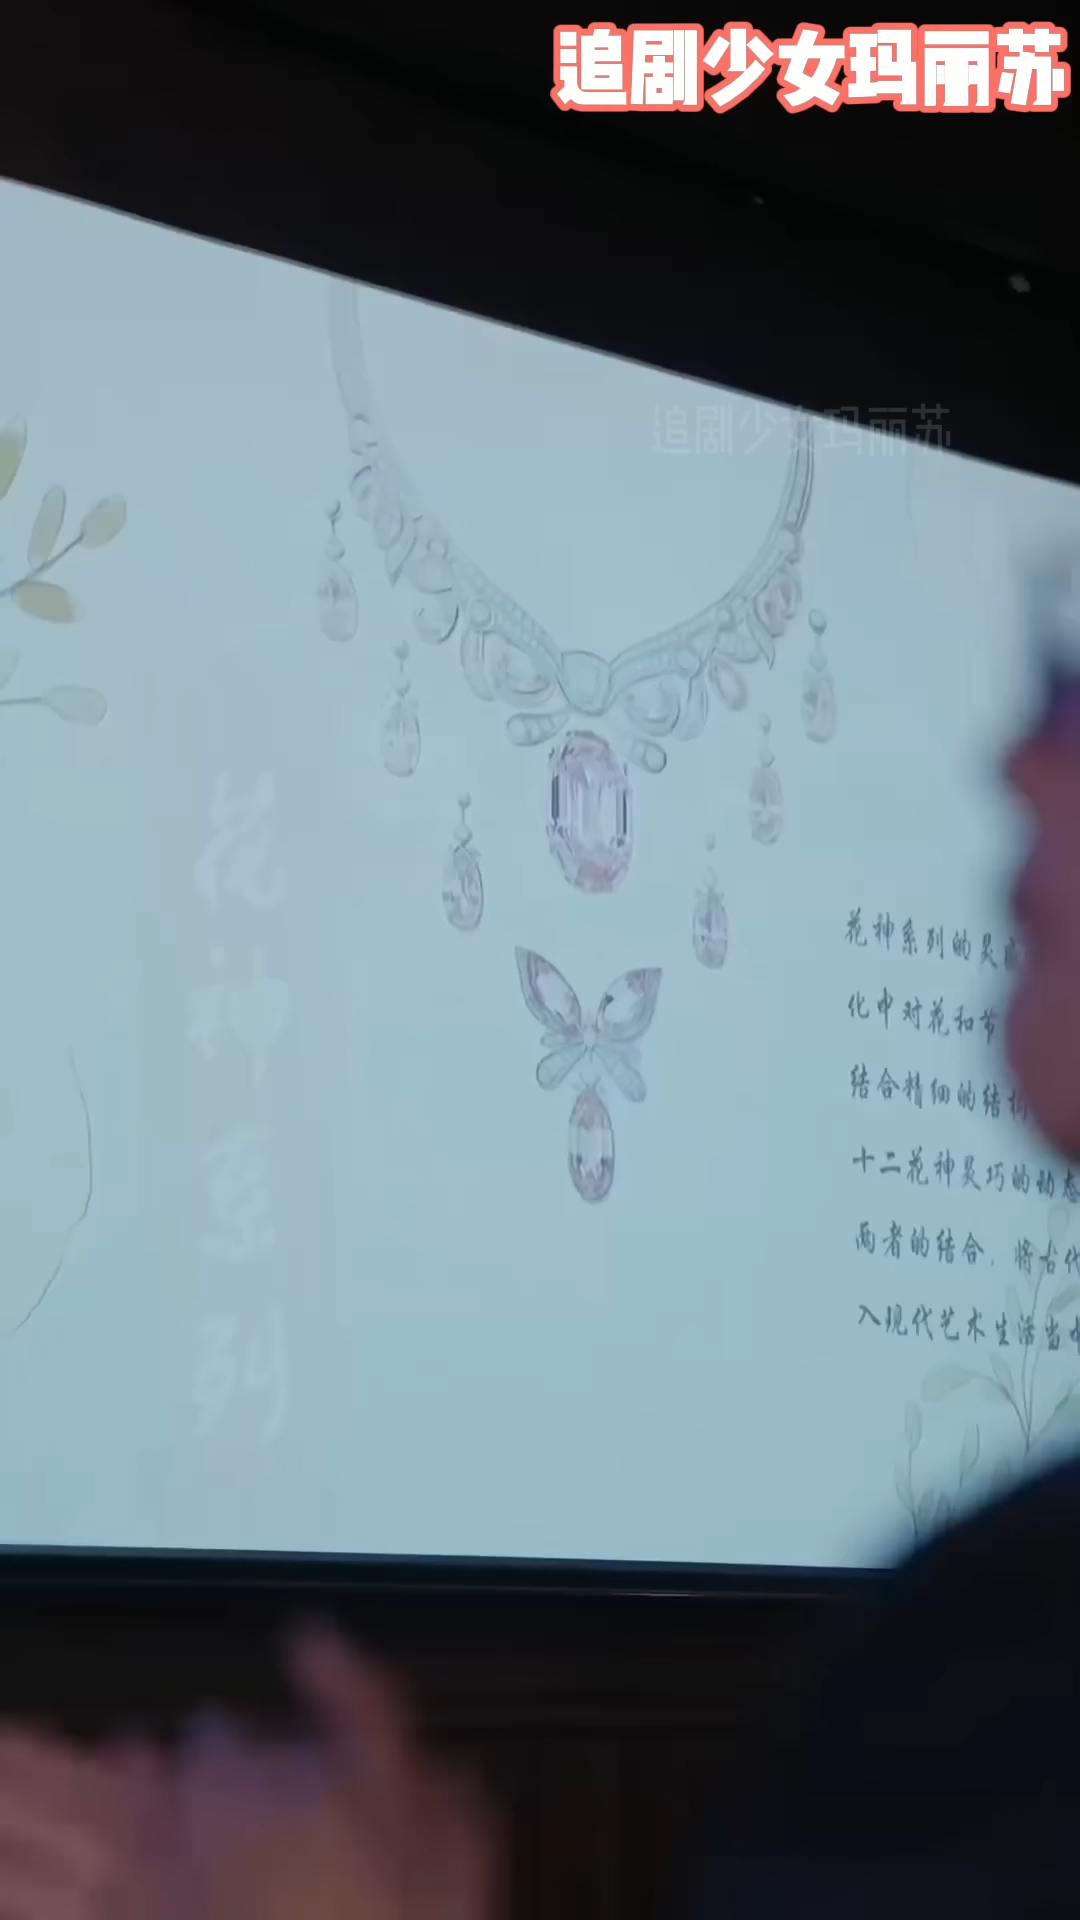 追剧少女玛丽苏
追剧少女玛丽苏
花神系列
花神系列的灵
化中对花和节
结合精细的结构
十二花神灵巧的动态
两者的结合，将古代
入现代艺术生活当中